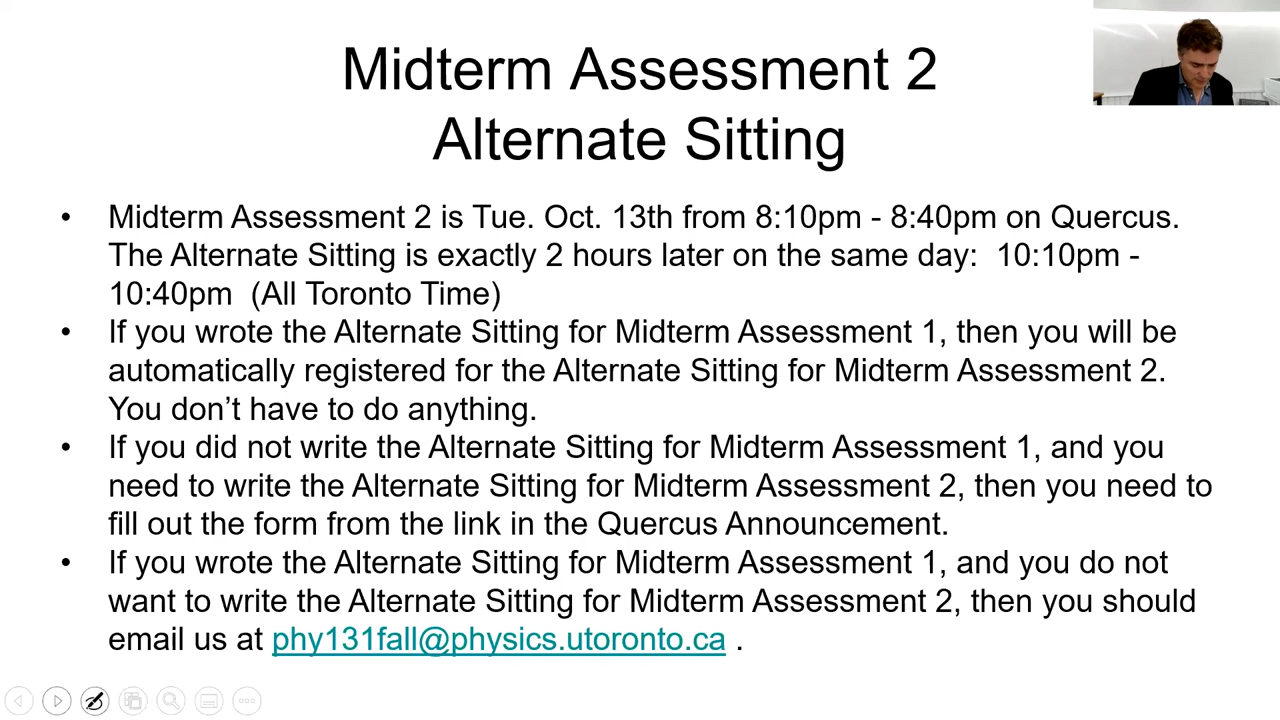 Midterm Assessment 2
Alternate Sitting
• Midterm Assessment 2 is Tue. Oct. 13th from 8:10pm - 8:40pm on Quercus.
The Alternate Sitting is exactly 2 hours later on the same day:  10:10pm -
10:40pm  (All Toronto Time)
• If you wrote the Alternate Sitting for Midterm Assessment 1, then you will be
automatically registered for the Alternate Sitting for Midterm Assessment 2.
You don’t have to do anything.
• If you did not write the Alternate Sitting for Midterm Assessment 1, and you
need to write the Alternate Sitting for Midterm Assessment 2, then you need to
fill out the form from the link in the Quercus Announcement.
• If you wrote the Alternate Sitting for Midterm Assessment 1, and you do not
want to write the Alternate Sitting for Midterm Assessment 2, then you should
email us at phy131fall@physics.utoronto.ca .